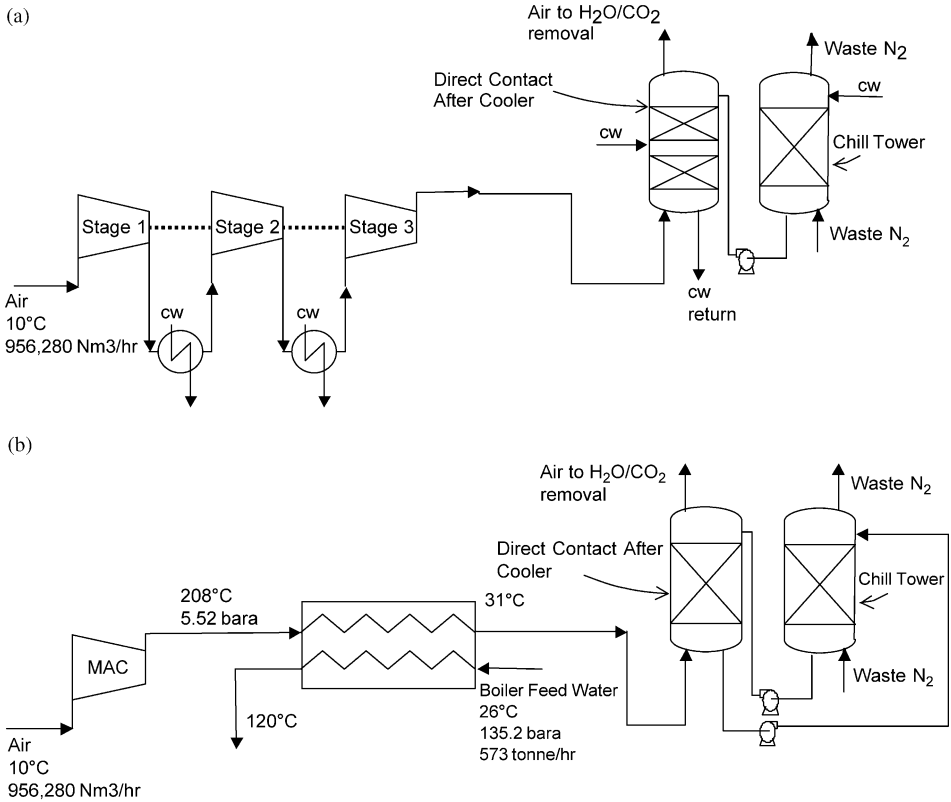 (a)
Air to H2O/CO2
removal
Waste N2
Direct Contact
After Cooler
cw
cw
Chill Tower
Stage 1
Stage 2
Stage 3
Waste N2
Air
10°C
956,280 Nm3/hr
cw
cw
cw
return
(b)
Air to H2O/CO2
removal
Waste N2
Direct Contact After
Cooler
208°C
5.52 bara
31°C
Chill Tower
MAC
Boiler Feed Water
26°C
135.2 bara
573 tonne/hr
120°C
Waste N2
Air
10°C
956,280 Nm3/hr